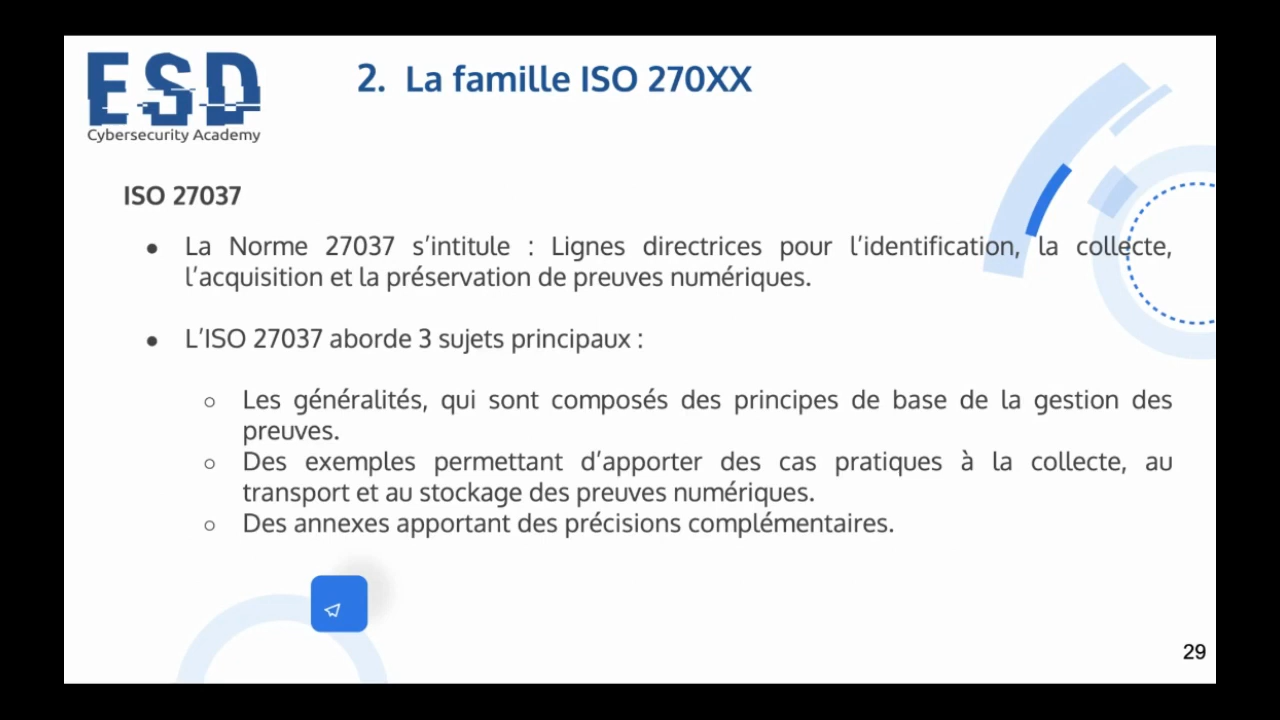 ESD
Cybersecurity Academy
2. La famille ISO 270XX
ISO 27037
● La Norme 27037 s’intitule : Lignes directrices pour l’identification, la collecte,
l’acquisition et la préservation de preuves numériques.
● L’ISO 27037 aborde 3 sujets principaux :
○ Les généralités, qui sont composés des principes de base de la gestion des
preuves.
○ Des exemples permettant d’apporter des cas pratiques à la collecte, au
transport et au stockage des preuves numériques.
○ Des annexes apportant des précisions complémentaires.
29